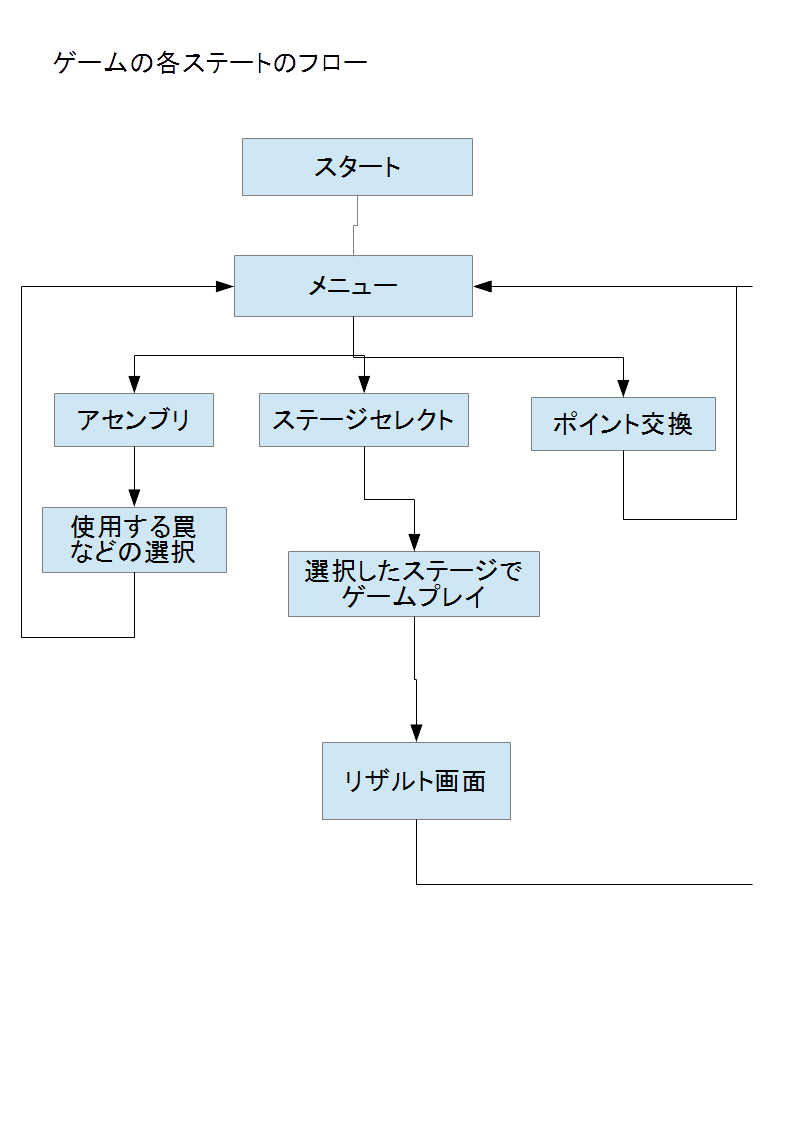 ゲームの各ステートのフロー
スタート
メニュー
アセンブリ
ステージセレクト
ポイント交換
使用する罠
などの選択
選択したステージで
ゲームプレイ
リザルト画面